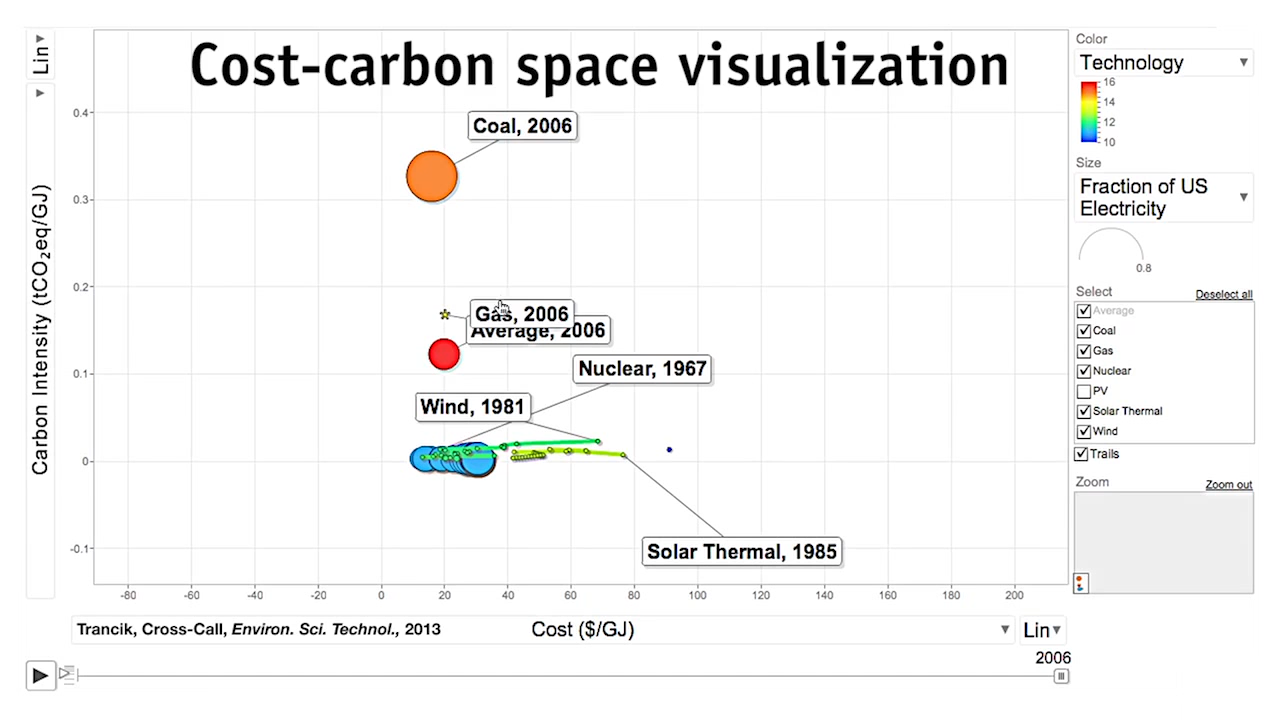 Cost-carbon space visualization
Lin
Carbon Intensity (tCO₂eq/GJ)
0.4
0.3
0.2
0.1
0
-0.1
Coal, 2006
Gas, 2006
Average, 2006
Nuclear, 1967
Wind, 1981
Solar Thermal, 1985
-80 -60 -40 -20 0 20 40 60 80 100 120 140 160 180 200
Trancik, Cross-Call, Environ. Sci. Technol., 2013
Cost ($/GJ)
Lin
2006
Color
Technology
16
14
12
10
Size
Fraction of US
Electricity
0.8
Select
Deselect all
Average
Coal
Gas
Nuclear
PV
Solar Thermal
Wind
Trails
Zoom
Zoom out